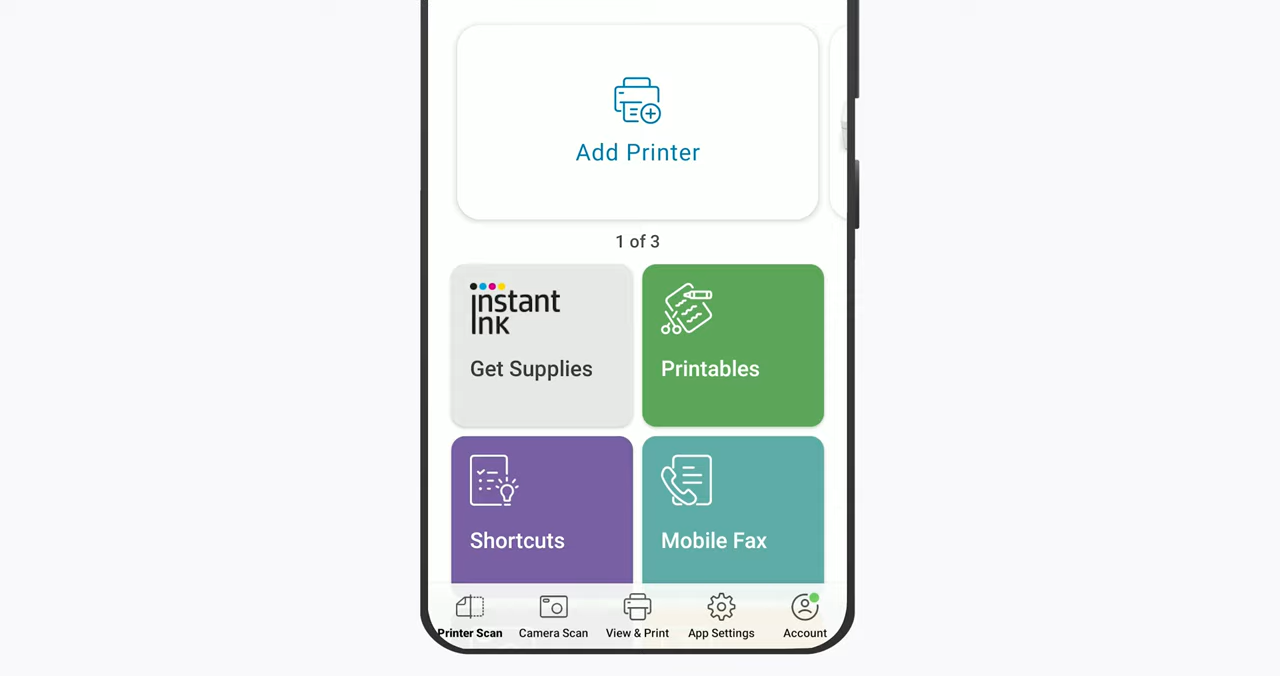 Add Printer
1 of 3
instant
ink
Get Supplies
Printables
Shortcuts
Mobile Fax
Printer Scan
Camera Scan
View & Print
App Settings
Account